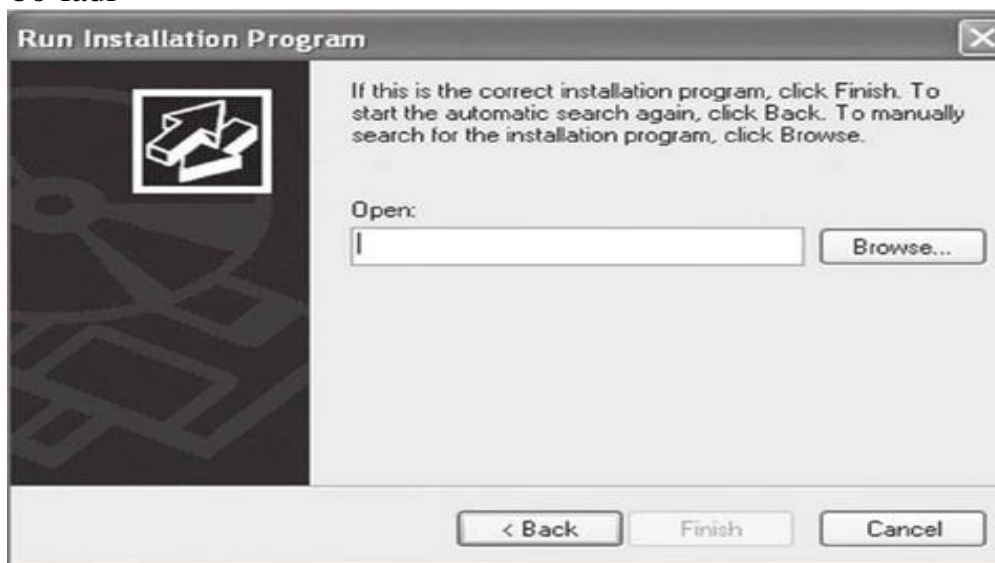 Run Installation Program
If this is the correct installation program, click Finish. To
start the automatic search again, click Back. To manually
search for the installation program, click Browse.
Open:
Browse...
< Back
Finish
Cancel